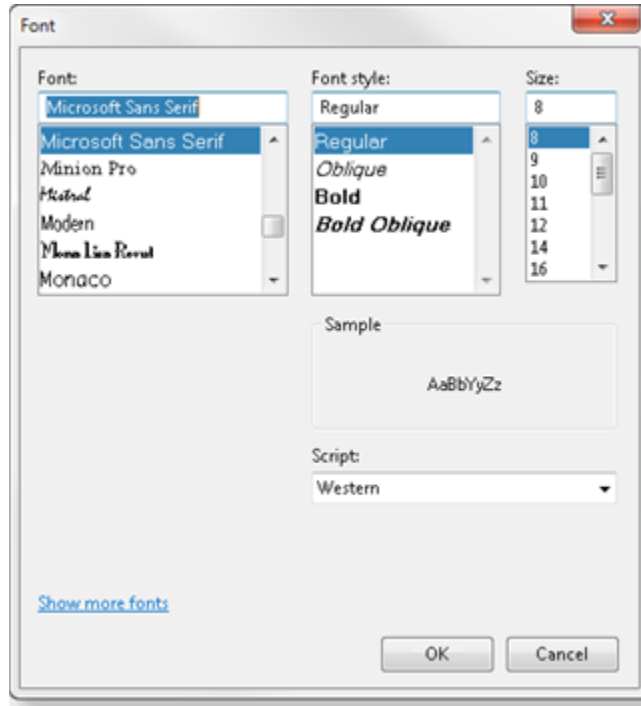 Font
Font: Font style: Size:
Microsoft Sans Serif Regular 8
Microsoft Sans Serif Regular 8
Minion Pro Oblique 9
Mistral Bold 10
Modern Bold Oblique 11
Mona Lisa Recut 12
Monaco 14
16
Sample
AaBbYyZz
Script:
Western
Show more fonts
OK Cancel